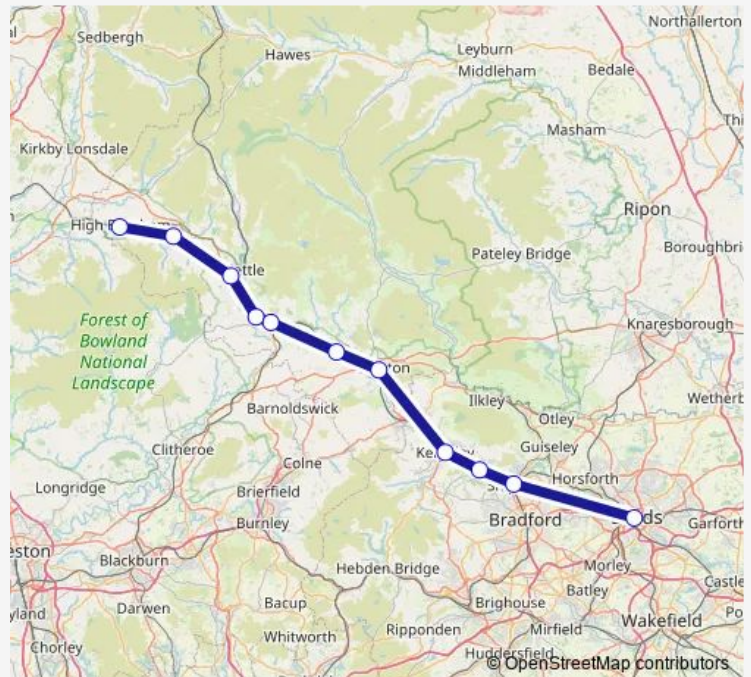 Northallerton
Sedbergh
Hawes
Leyburn
Middleham
Bedale
Masham
Kirkby Lonsdale
Ripon
High
Pateley Bridge
Boroughbri
Forest of
Bowland
National
Landscape
Knaresborough
Barnoldswick
Ilkley
Otley
Wetherb
Clitheroe
Colne
Guiseley
Horsforth
Longridge
Brierfield
Burnley
Bradford
Garforth
Blackburn
Hebden Bridge
Morley
Batley
Castle
Darwen
Bacup
Brighouse
Wakefield
Whitworth
Ripponden
Mirfield
Chorley
Huddersfield
© OpenStreetMap contributors